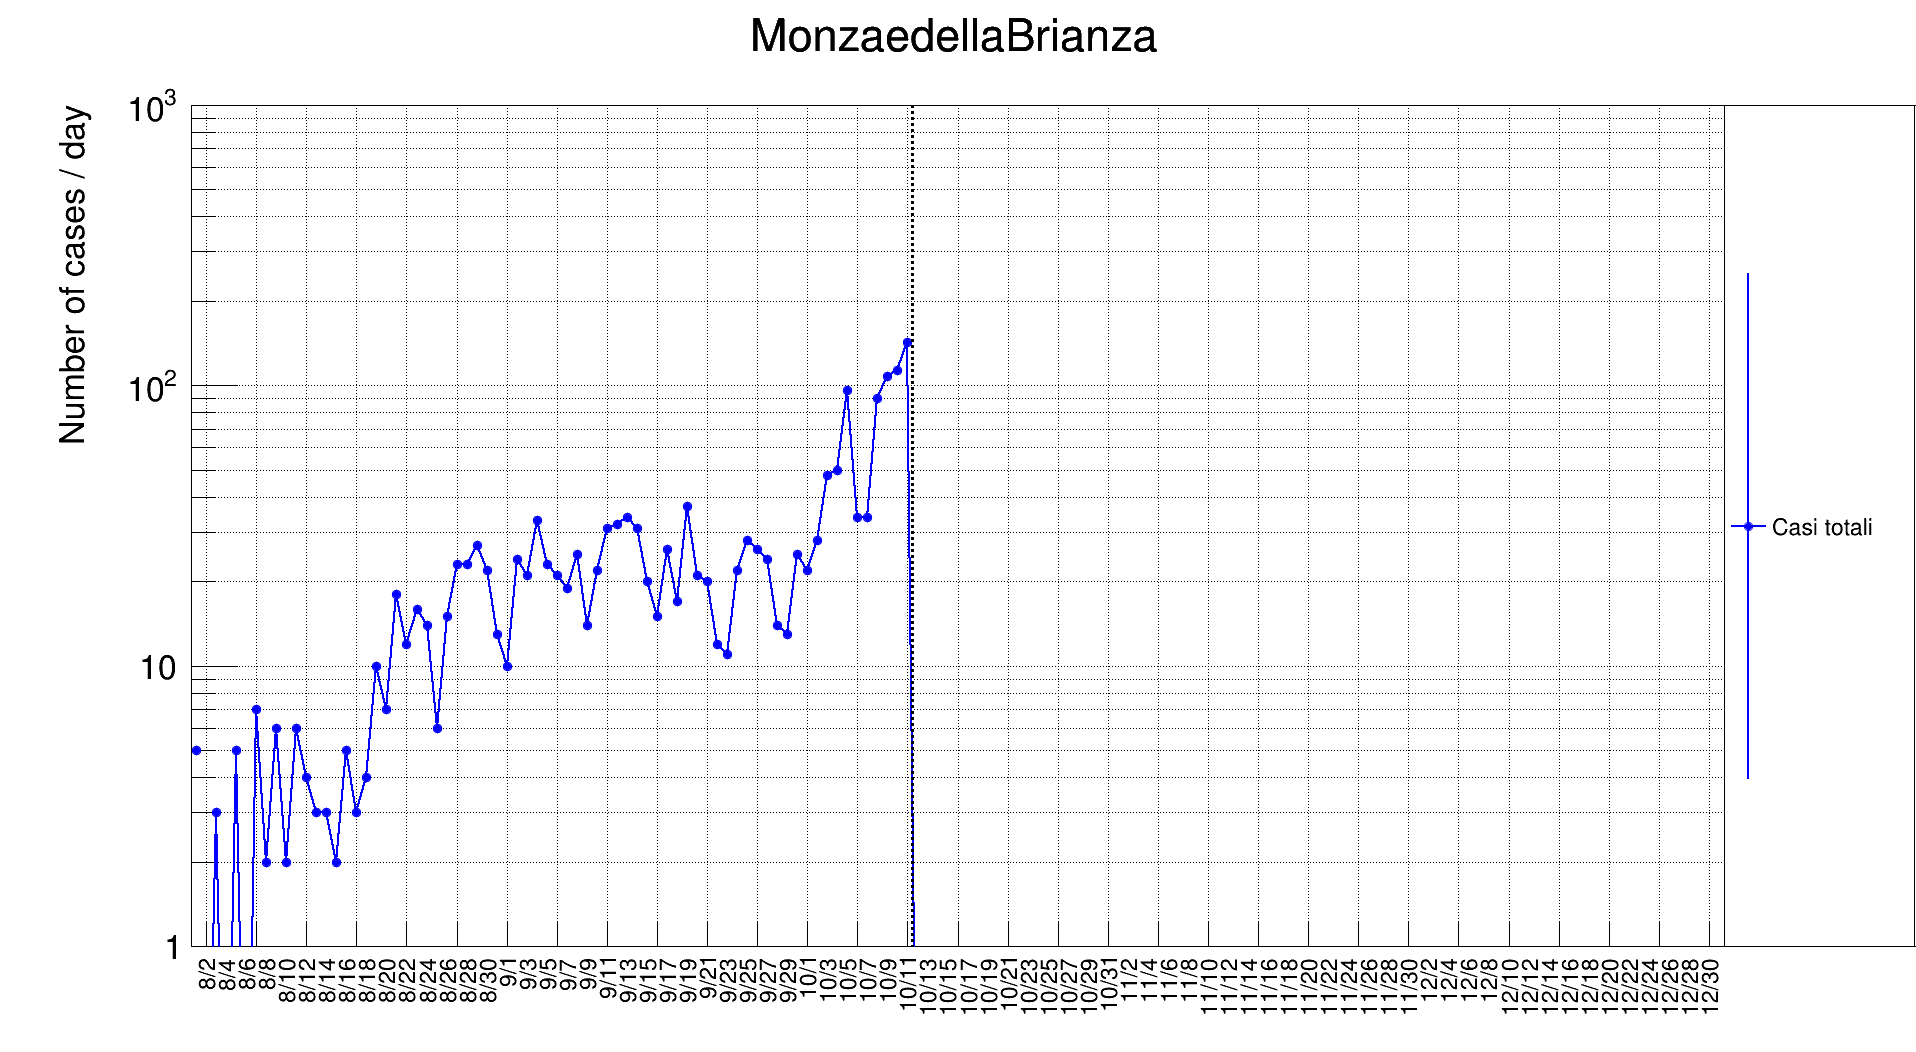 MonzaedellaBrianza
Number of cases / day
10³
10²
10
1
8/2 8/4 8/6 8/8 8/10 8/12 8/14 8/16 8/18 8/20 8/22 8/24 8/26 8/28 8/30 9/1 9/3 9/5 9/7 9/9 9/11 9/13 9/15 9/17 9/19 9/21 9/23 9/25 9/27 9/29 10/1 10/3 10/5 10/7 10/9 10/11 10/13 10/15 10/17 10/19 10/21 10/23 10/25 10/27 10/29 10/31 11/2 11/4 11/6 11/8 11/10 11/12 11/14 11/16 11/18 11/20 11/22 11/24 11/26 11/28 11/30 12/2 12/4 12/6 12/8 12/10 12/12 12/14 12/16 12/18 12/20 12/22 12/24 12/26 12/28 12/30
Casi totali